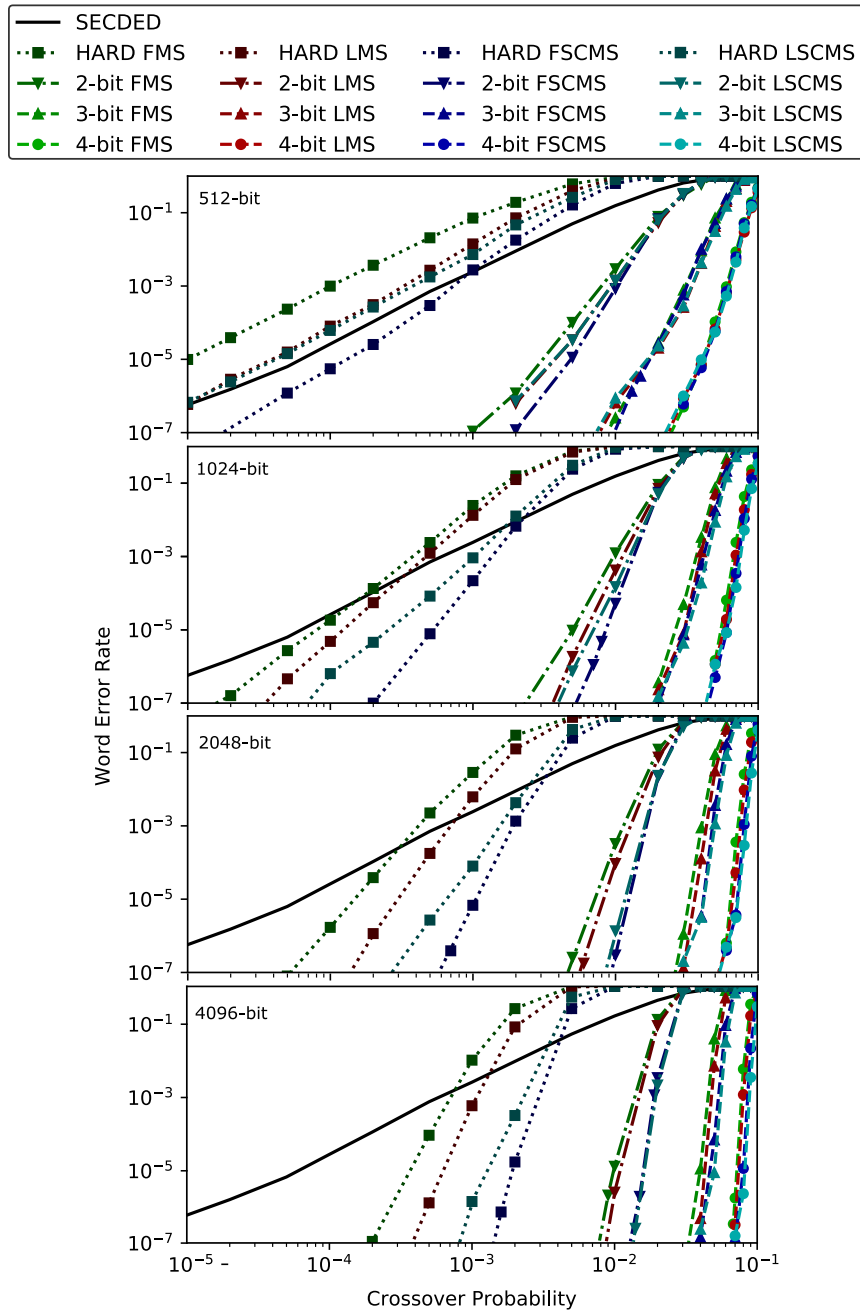 SECDED
HARD FMS HARD LMS HARD FSCMS HARD LSCMS
2-bit FMS 2-bit LMS 2-bit FSCMS 2-bit LSCMS
3-bit FMS 3-bit LMS 3-bit FSCMS 3-bit LSCMS
4-bit FMS 4-bit LMS 4-bit FSCMS 4-bit LSCMS
512-bit
10⁻¹
10⁻³
10⁻⁵
10⁻⁷
1024-bit
10⁻¹
10⁻³
10⁻⁵
10⁻⁷
Word Error Rate
2048-bit
10⁻¹
10⁻³
10⁻⁵
10⁻⁷
4096-bit
10⁻¹
10⁻³
10⁻⁵
10⁻⁷
10⁻⁵ – 10⁻⁴ 10⁻³ 10⁻² 10⁻¹
Crossover Probability